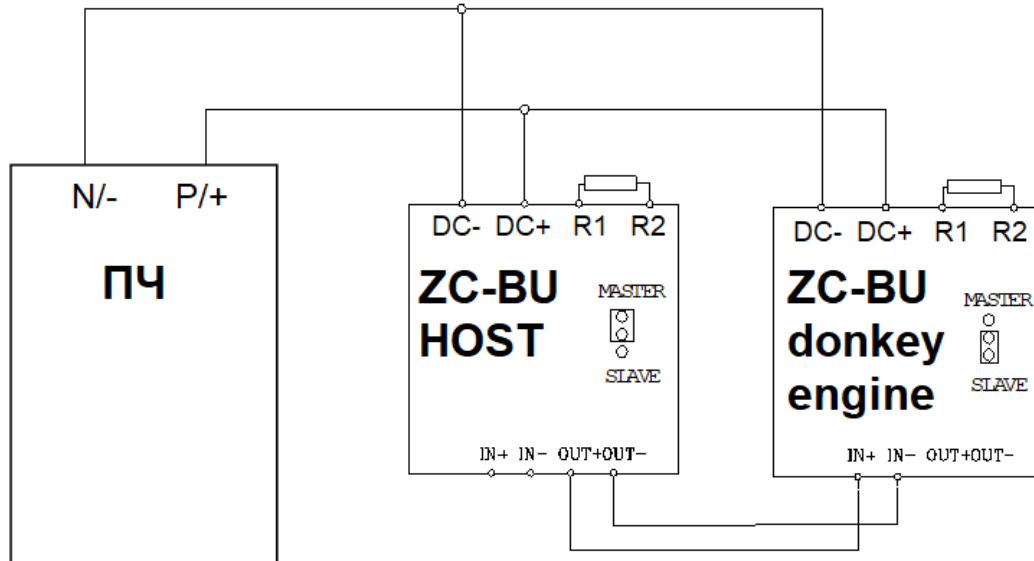 N/- P/+
ПЧ
DC- DC+ R1 R2
ZC-BU
HOST
MASTER
SLAVE
IN+ IN- OUT+OUT-
DC- DC+ R1 R2
ZC-BU
donkey
engine
MASTER
SLAVE
IN+ IN- OUT+OUT-